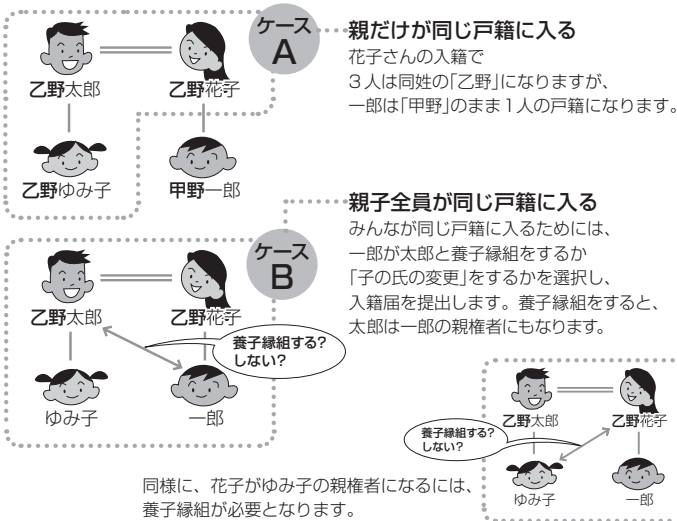 ケース
A
親だけが同じ戸籍に入る
花子さんの入籍で
3人は同姓の「乙野」になりますが、
一郎は「甲野」のまま1人の戸籍になります。
乙野太郎
乙野花子
乙野ゆみ子
甲野一郎
ケース
B
親子全員が同じ戸籍に入る
みんなが同じ戸籍に入るためには、
一郎が太郎と養子縁組をするか
「子の氏の変更」をするかを選択し、
入籍届を提出します。養子縁組をすると、
太郎は一郎の親権者にもなります。
乙野太郎
乙野花子
養子縁組する?
しない?
ゆみ子
一郎
乙野太郎
乙野花子
養子縁組する?
しない?
ゆみ子
一郎
同様に、花子がゆみ子の親権者になるには、
養子縁組が必要となります。